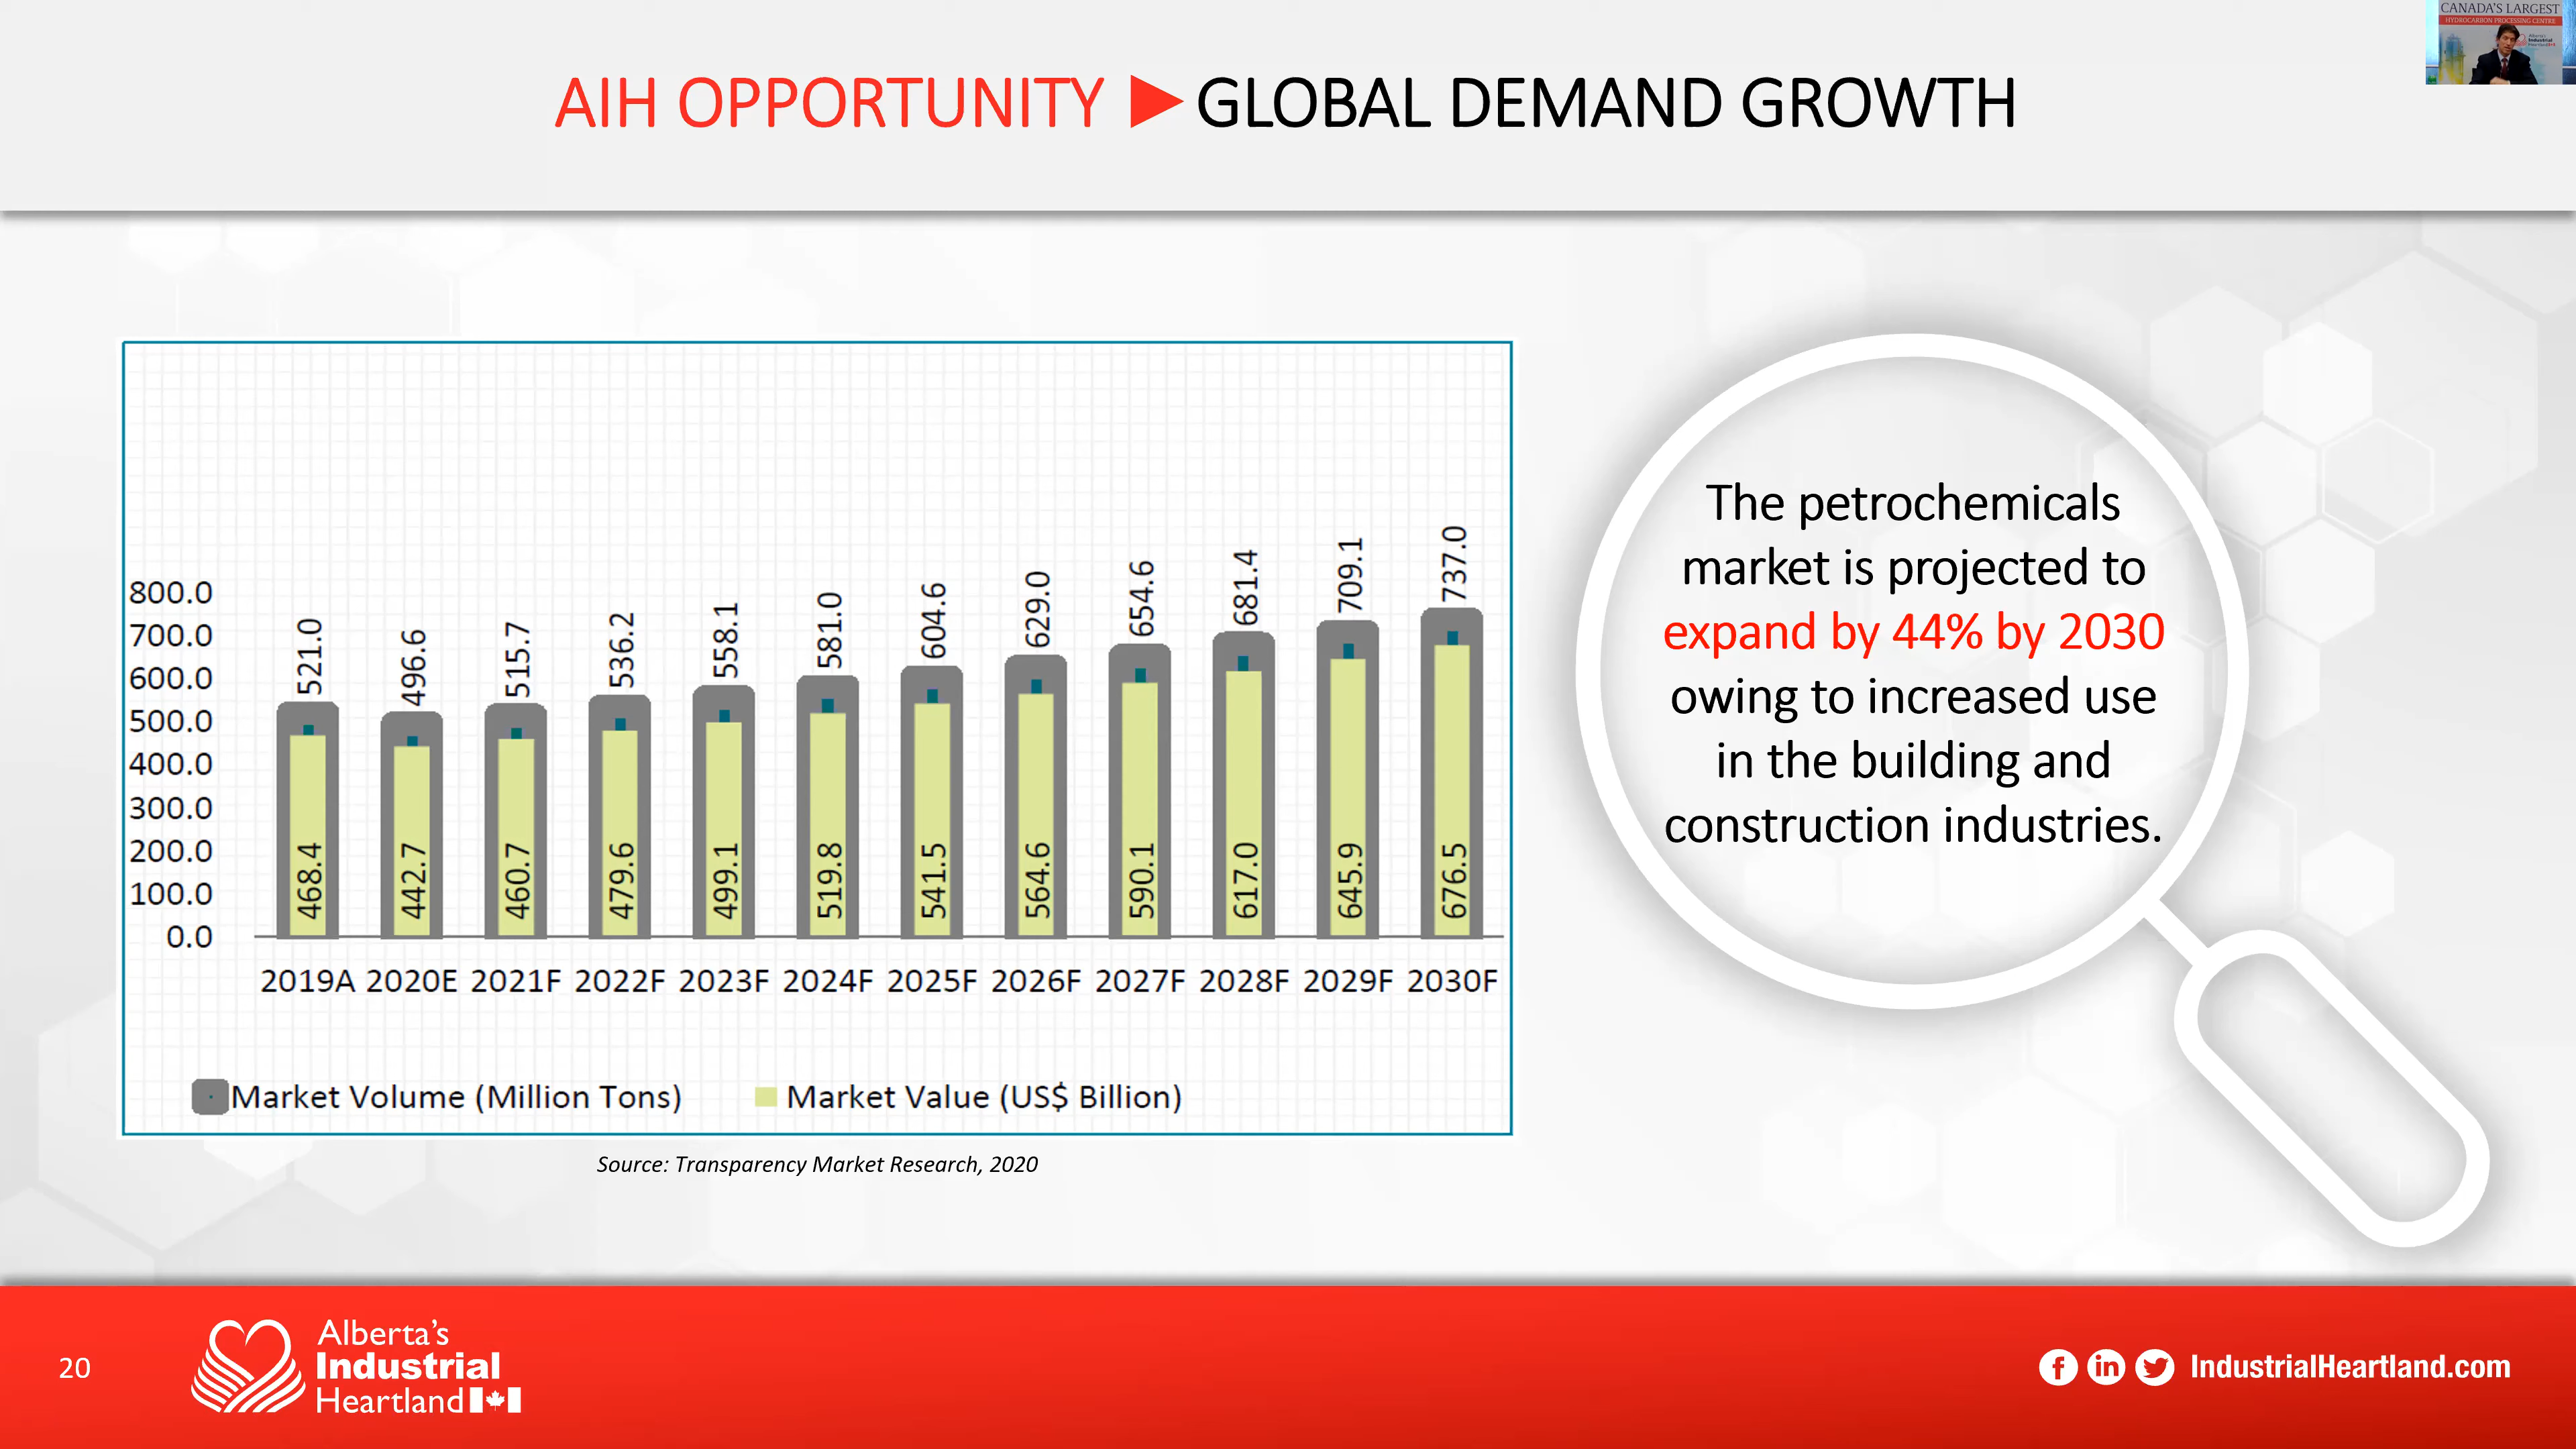 CANADA'S LARGEST
HYDROCARBON PROCESSING CENTRE
Alberta's
Industrial
Heartland
AIH OPPORTUNITY ▶ GLOBAL DEMAND GROWTH
800.0
700.0
600.0
500.0
400.0
300.0
200.0
100.0
0.0
521.0 496.6 515.7 536.2 558.1 581.0 604.6 629.0 654.6 681.4 709.1 737.0
468.4 442.7 460.7 479.6 499.1 519.8 541.5 564.6 590.1 617.0 645.9 676.5
2019A 2020E 2021F 2022F 2023F 2024F 2025F 2026F 2027F 2028F 2029F 2030F
Market Volume (Million Tons) Market Value (US$ Billion)
Source: Transparency Market Research, 2020
The petrochemicals
market is projected to
expand by 44% by 2030
owing to increased use
in the building and
construction industries.
20
Alberta's
Industrial
Heartland
IndustrialHeartland.com